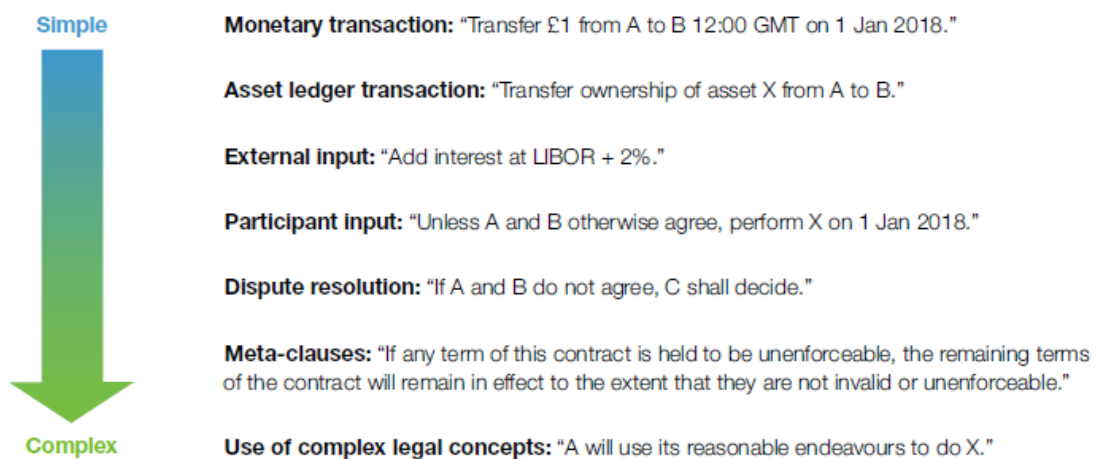 Simple
Monetary transaction: “Transfer £1 from A to B 12:00 GMT on 1 Jan 2018.”
Asset ledger transaction: “Transfer ownership of asset X from A to B.”
External input: “Add interest at LIBOR + 2%.”
Participant input: “Unless A and B otherwise agree, perform X on 1 Jan 2018.”
Dispute resolution: “If A and B do not agree, C shall decide.”
Meta-clauses: “If any term of this contract is held to be unenforceable, the remaining terms
of the contract will remain in effect to the extent that they are not invalid or unenforceable.”
Complex
Use of complex legal concepts: “A will use its reasonable endeavours to do X.”